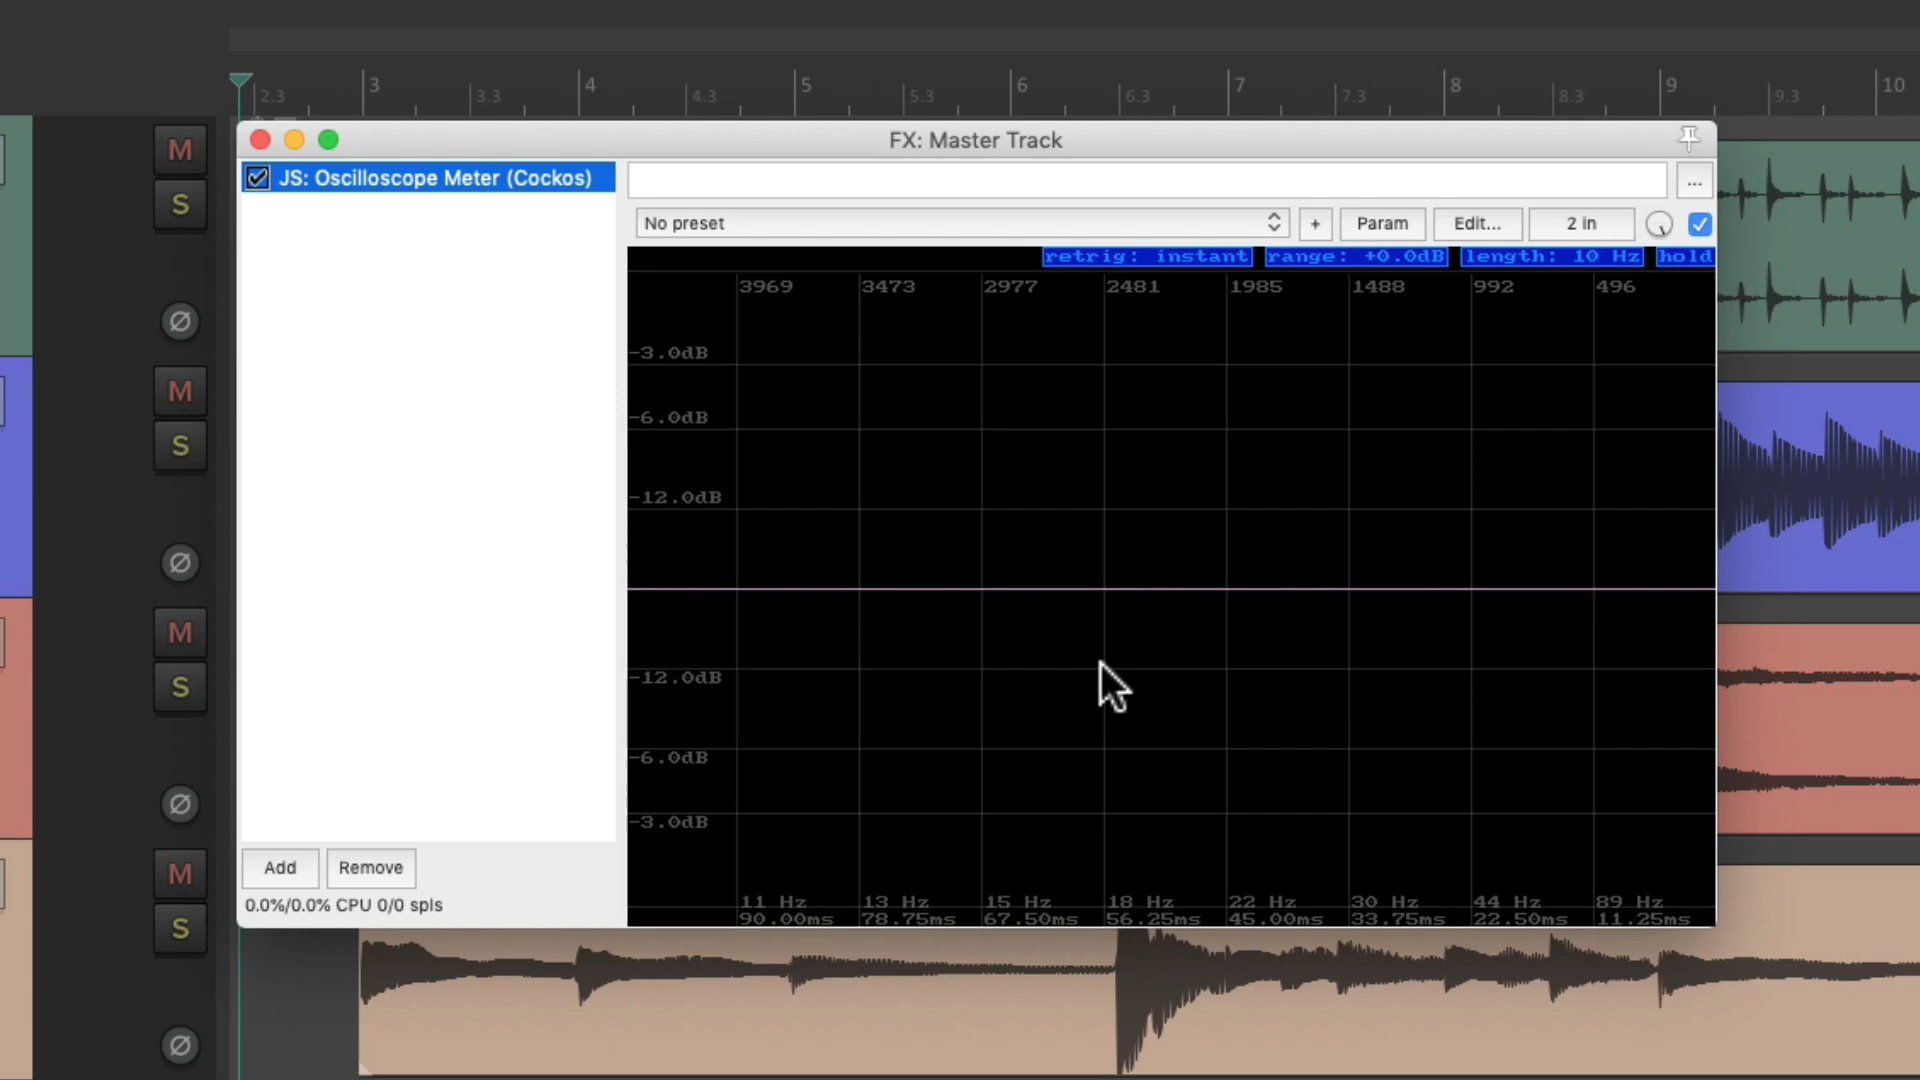 3 4 5 6 7 8 9 10
2.3 3.3 4.3 5.3 6.3 7.3 8.3 9.3
FX: Master Track
JS: Oscilloscope Meter (Cockos)
...
No preset + Param Edit... 2 in
retrig: instant range: +0.0dB length: 10 Hz hold
3969 3473 2977 2481 1985 1488 992 496
-3.0dB
-6.0dB
-12.0dB
-12.0dB
-6.0dB
-3.0dB
11 Hz 13 Hz 15 Hz 18 Hz 22 Hz 30 Hz 44 Hz 89 Hz
90.00ms 78.75ms 67.50ms 56.25ms 45.00ms 33.75ms 22.50ms 11.25ms
Add Remove
0.0%/0.0% CPU 0/0 spls
M
S
M
S
M
S
M
S